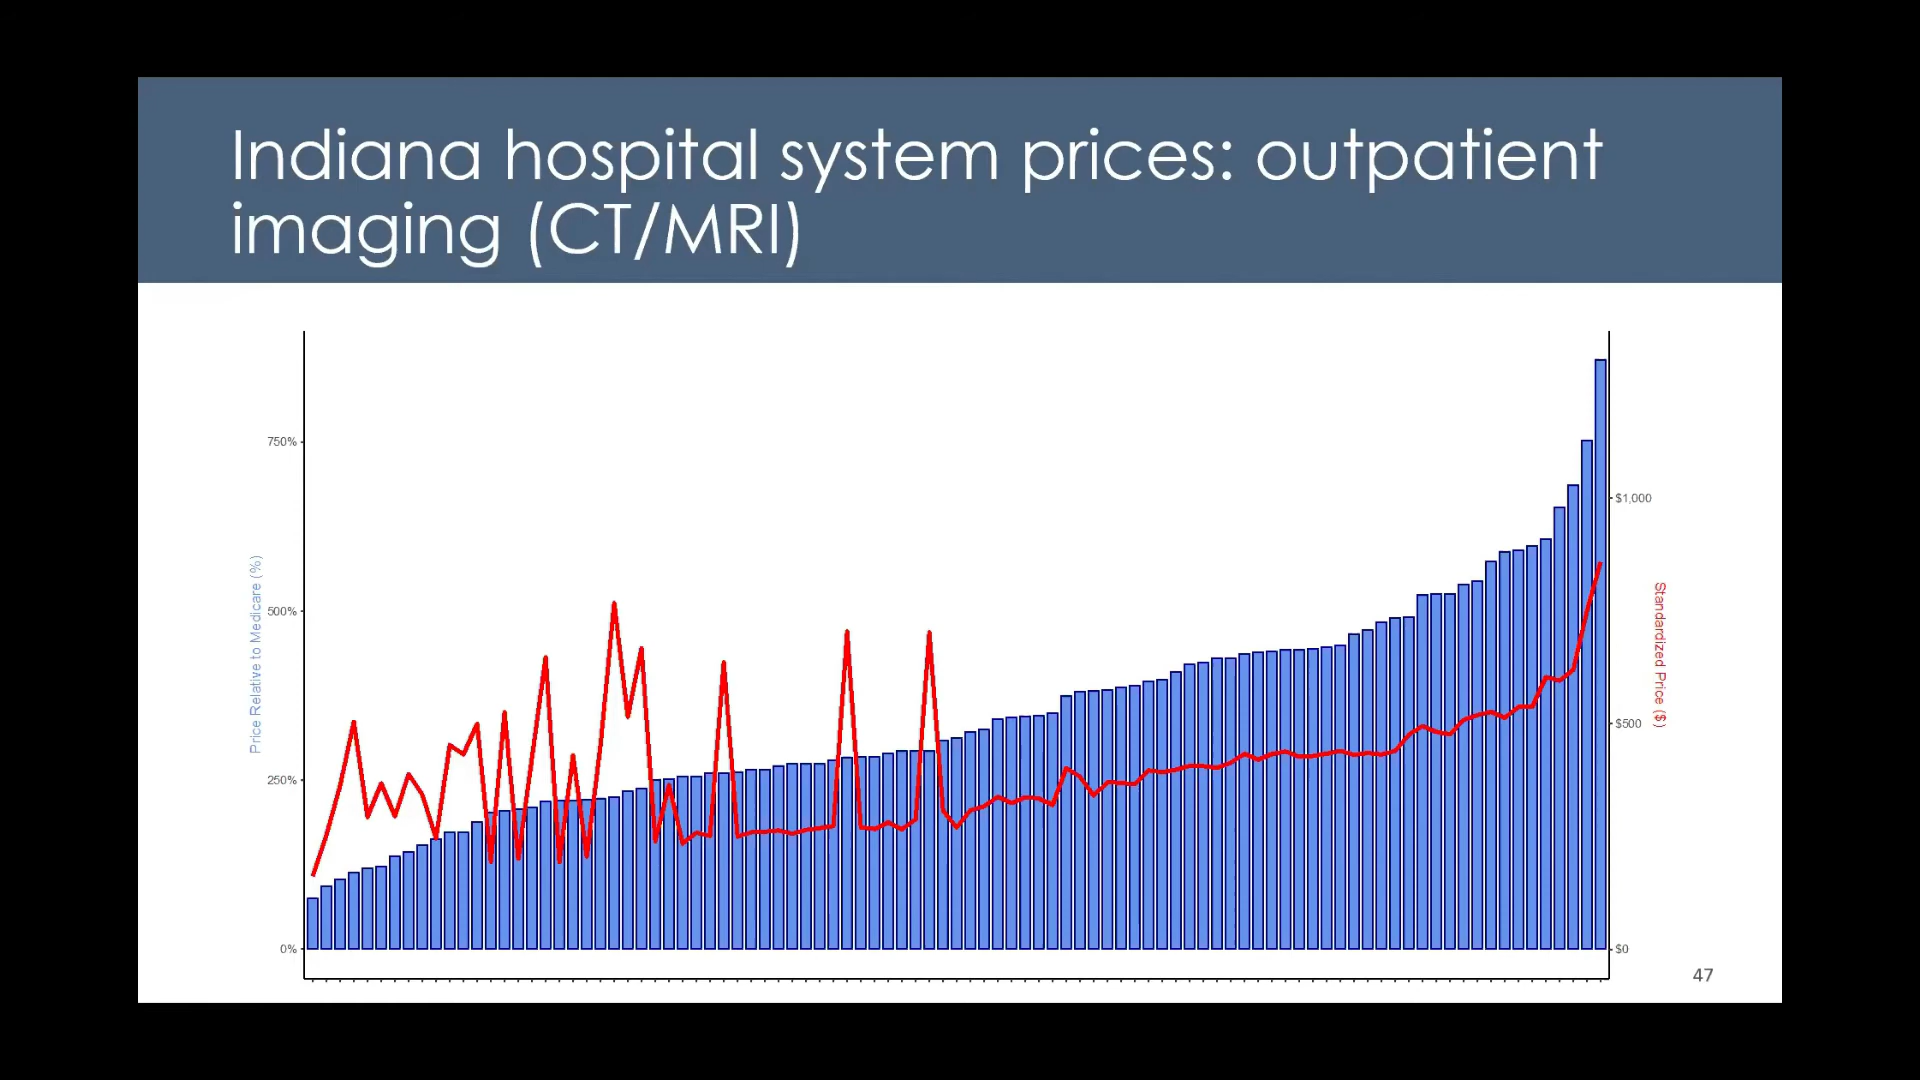 Indiana hospital system prices: outpatient
imaging (CT/MRI)
750%
500%
250%
0%
Price Relative to Medicare (%)
$1,000
$500
$0
Standardized Price ($)
47